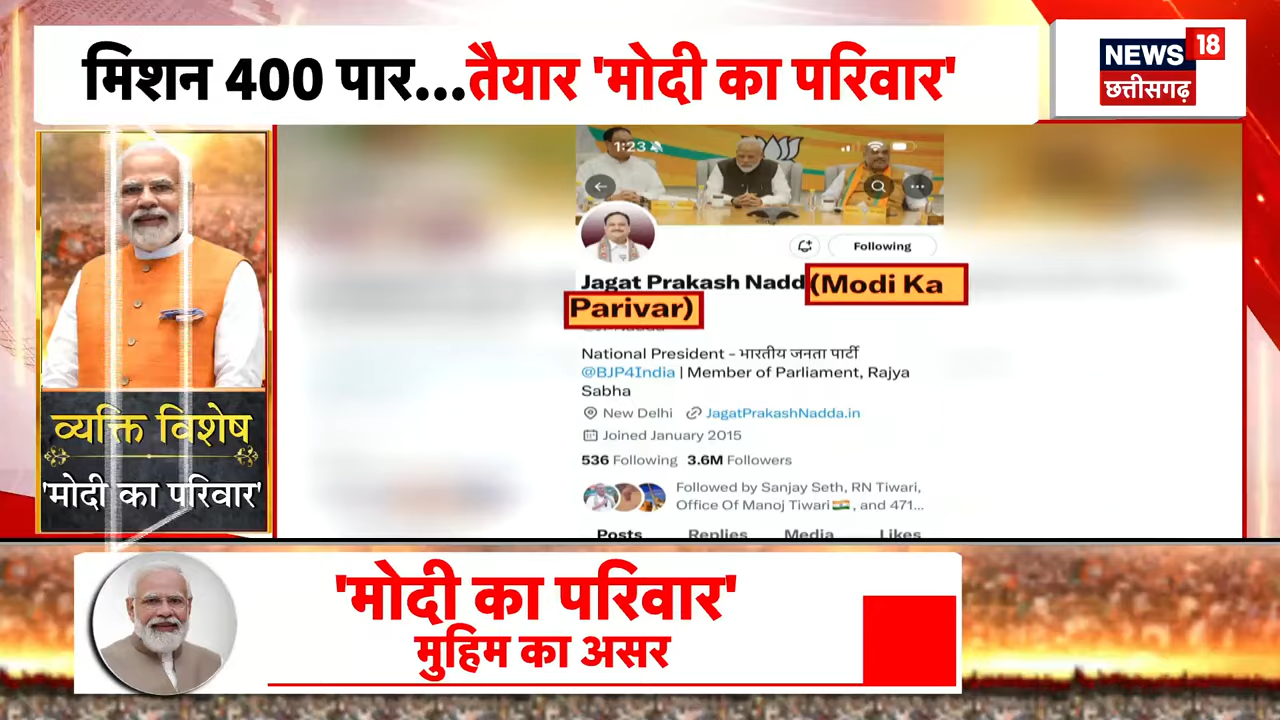 मिशन 400 पार...तैयार 'मोदी का परिवार'
NEWS 18
छत्तीसगढ़
1:23
Following
Jagat Prakash Nadd (Modi Ka
Parivar)
National President - भारतीय जनता पार्टी
@BJP4India | Member of Parliament, Rajya
Sabha
New Delhi JagatPrakashNadda.in
Joined January 2015
536 Following 3.6M Followers
Followed by Sanjay Seth, RN Tiwari,
Office Of Manoj Tiwari🇮🇳, and 471...
Posts Replies Media Likes
व्यक्ति विशेष
'मोदी का परिवार'
'मोदी का परिवार'
मुहिम का असर